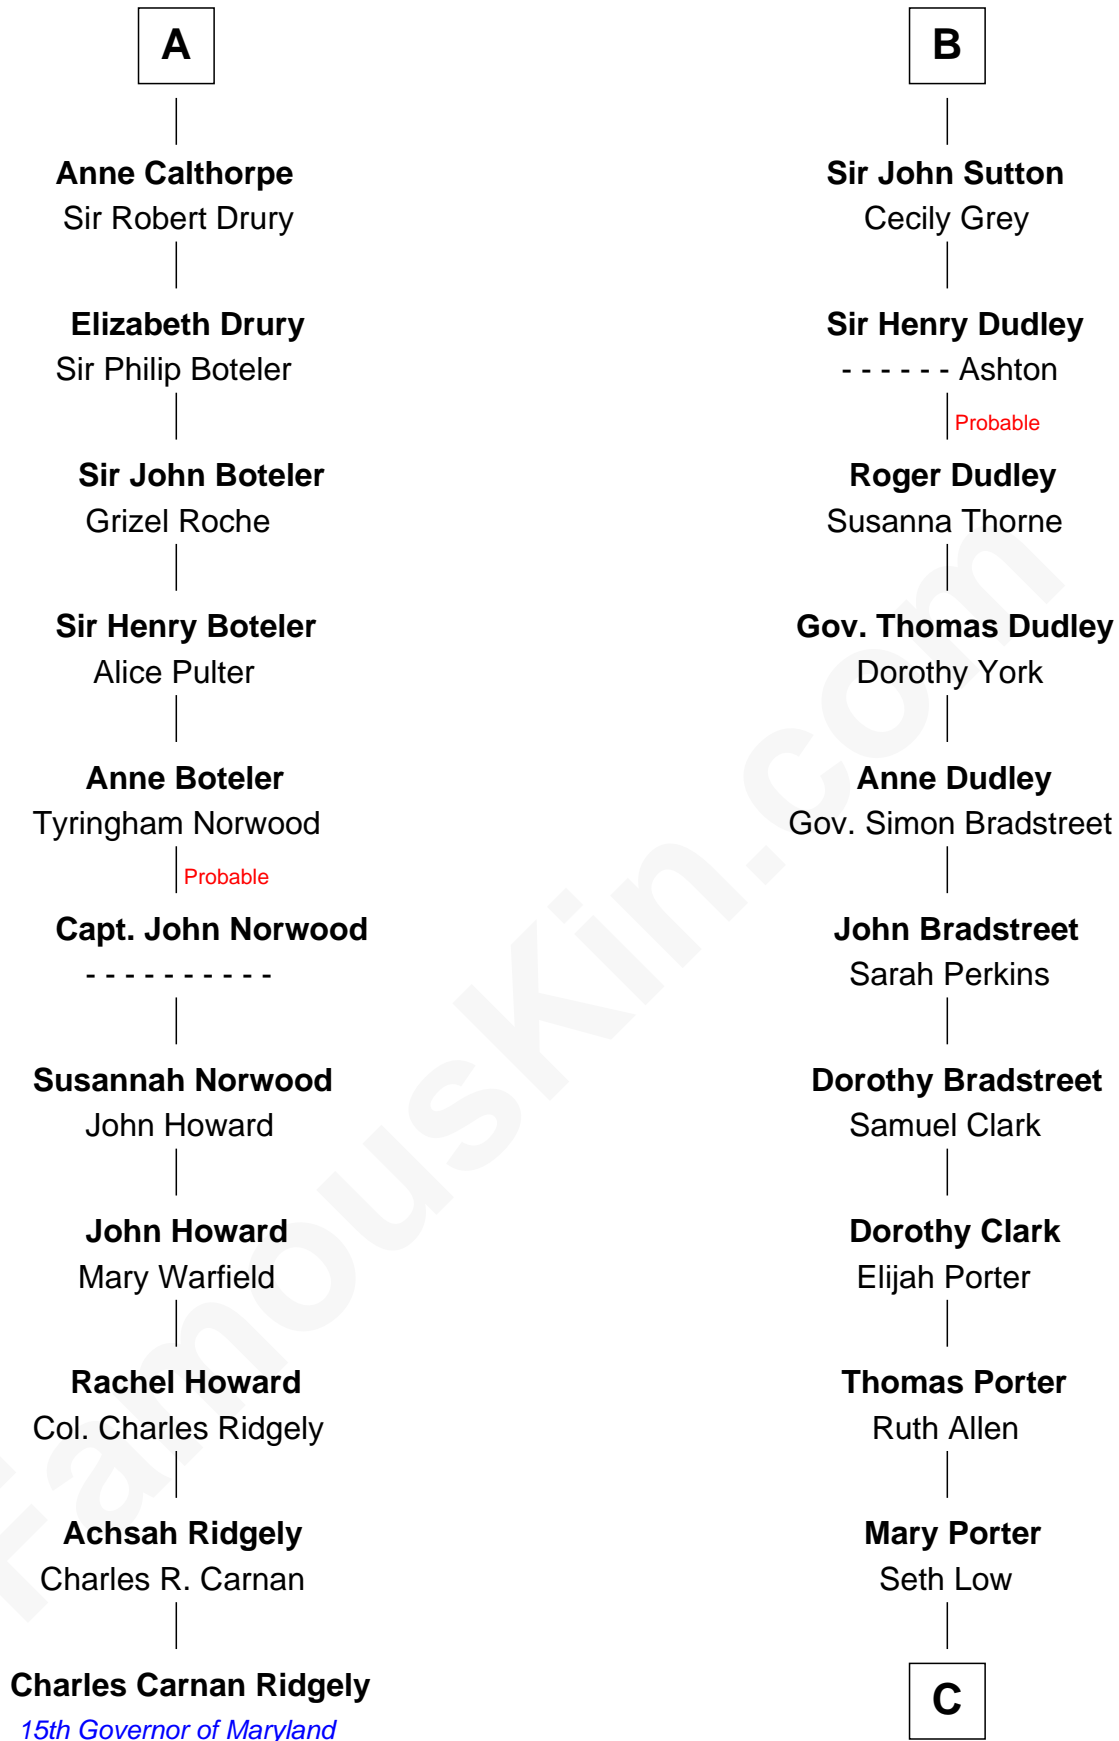 A
Anne Calthorpe
Sir Robert Drury
Elizabeth Drury
Sir Philip Boteler
Sir John Boteler
Grizel Roche
Sir Henry Boteler
Alice Pulter
Anne Boteler
Tyringham Norwood
Probable
Capt. John Norwood
- - - - - - - - - -
Susannah Norwood
John Howard
John Howard
Mary Warfield
Rachel Howard
Col. Charles Ridgely
Achsah Ridgely
Charles R. Carnan
Charles Carnan Ridgely
15th Governor of Maryland
B
Sir John Sutton
Cecily Grey
Sir Henry Dudley
- - - - - - Ashton
Probable
Roger Dudley
Susanna Thorne
Gov. Thomas Dudley
Dorothy York
Anne Dudley
Gov. Simon Bradstreet
John Bradstreet
Sarah Perkins
Dorothy Bradstreet
Samuel Clark
Dorothy Clark
Elijah Porter
Thomas Porter
Ruth Allen
Mary Porter
Seth Low
C
FamousKin.com